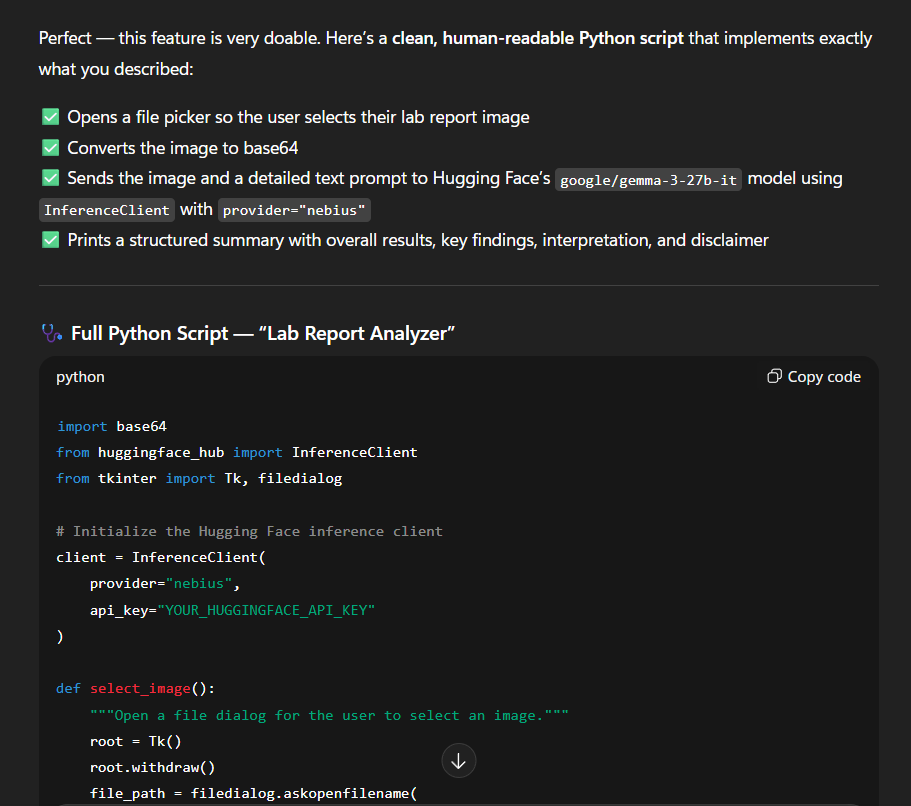 Perfect — this feature is very doable. Here's a clean, human-readable Python script that implements exactly
what you described:
✅ Opens a file picker so the user selects their lab report image
✅ Converts the image to base64
✅ Sends the image and a detailed text prompt to Hugging Face's google/gemma-3-27b-it model using
InferenceClient with provider="nebius"
✅ Prints a structured summary with overall results, key findings, interpretation, and disclaimer
🩺 Full Python Script — “Lab Report Analyzer”
python Copy code
import base64
from huggingface_hub import InferenceClient
from tkinter import Tk, filedialog
# Initialize the Hugging Face inference client
client = InferenceClient(
    provider="nebius",
    api_key="YOUR_HUGGINGFACE_API_KEY"
)
def select_image():
    """Open a file dialog for the user to select an image."""
    root = Tk()
    root.withdraw()
    file_path = filedialog.askopenfilename(